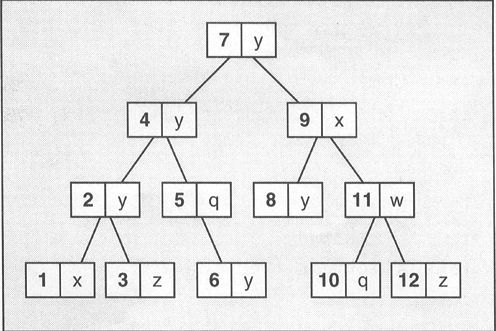 7 y
4 y 9 x
2 y 5 q 8 y 11 w
1 x 3 z 6 y 10 q 12 z